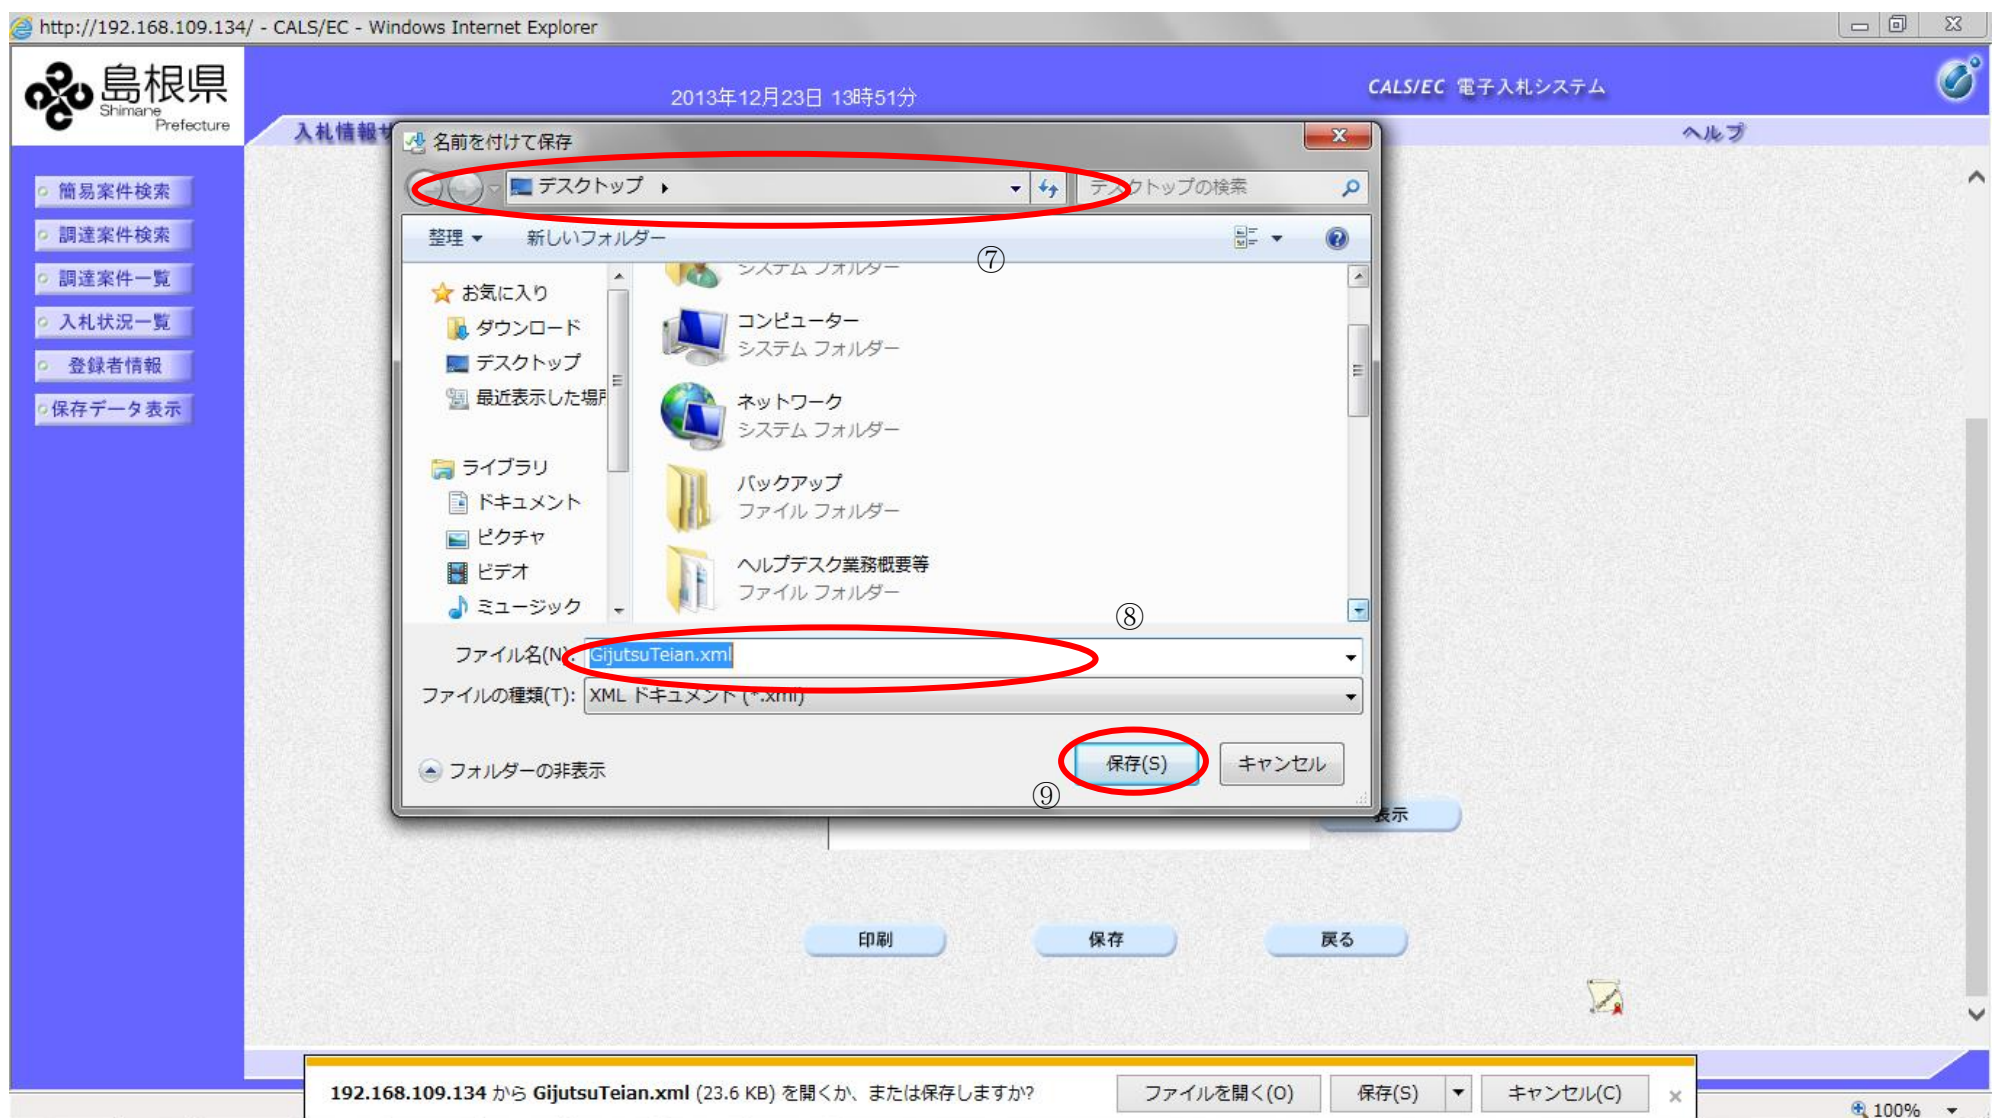 http://192.168.109.134/ - CALS/EC - Windows Internet Explorer
島根県
Shimane
Prefecture
2013年12月23日 13時51分
CALS/EC 電子入札システム
入札情報サ
ヘルプ
簡易案件検索
調達案件検索
調達案件一覧
入札状況一覧
登録者情報
保存データ表示
名前を付けて保存
デスクトップ
デスクトップの検索
整理
新しいフォルダー
⑦
お気に入り
ダウンロード
デスクトップ
最近表示した場所
ライブラリ
ドキュメント
ピクチャ
ビデオ
ミュージック
システム フォルダー
コンピューター
システム フォルダー
ネットワーク
システム フォルダー
バックアップ
ファイル フォルダー
ヘルプデスク業務概要等
ファイル フォルダー
⑧
ファイル名(N): GijutsuTeian.xml
ファイルの種類(T): XML ドキュメント (*.xml)
フォルダーの非表示
保存(S)
キャンセル
⑨
表示
印刷
保存
戻る
192.168.109.134 から GijutsuTeian.xml (23.6 KB) を開くか、または保存しますか?
ファイルを開く(O)
保存(S)
キャンセル(C)
×
100%